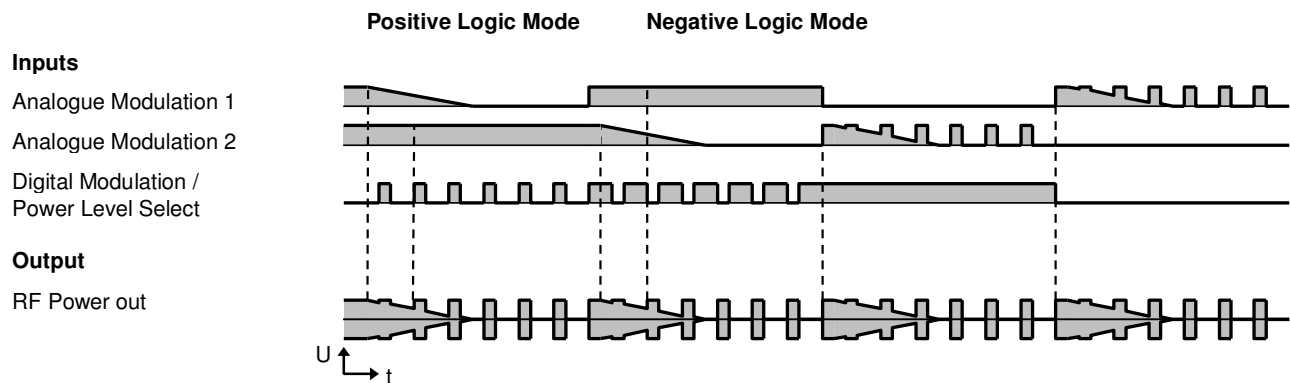 Positive Logic Mode Negative Logic Mode
Inputs
Analogue Modulation 1
Analogue Modulation 2
Digital Modulation /
Power Level Select
Output
RF Power out
U
t